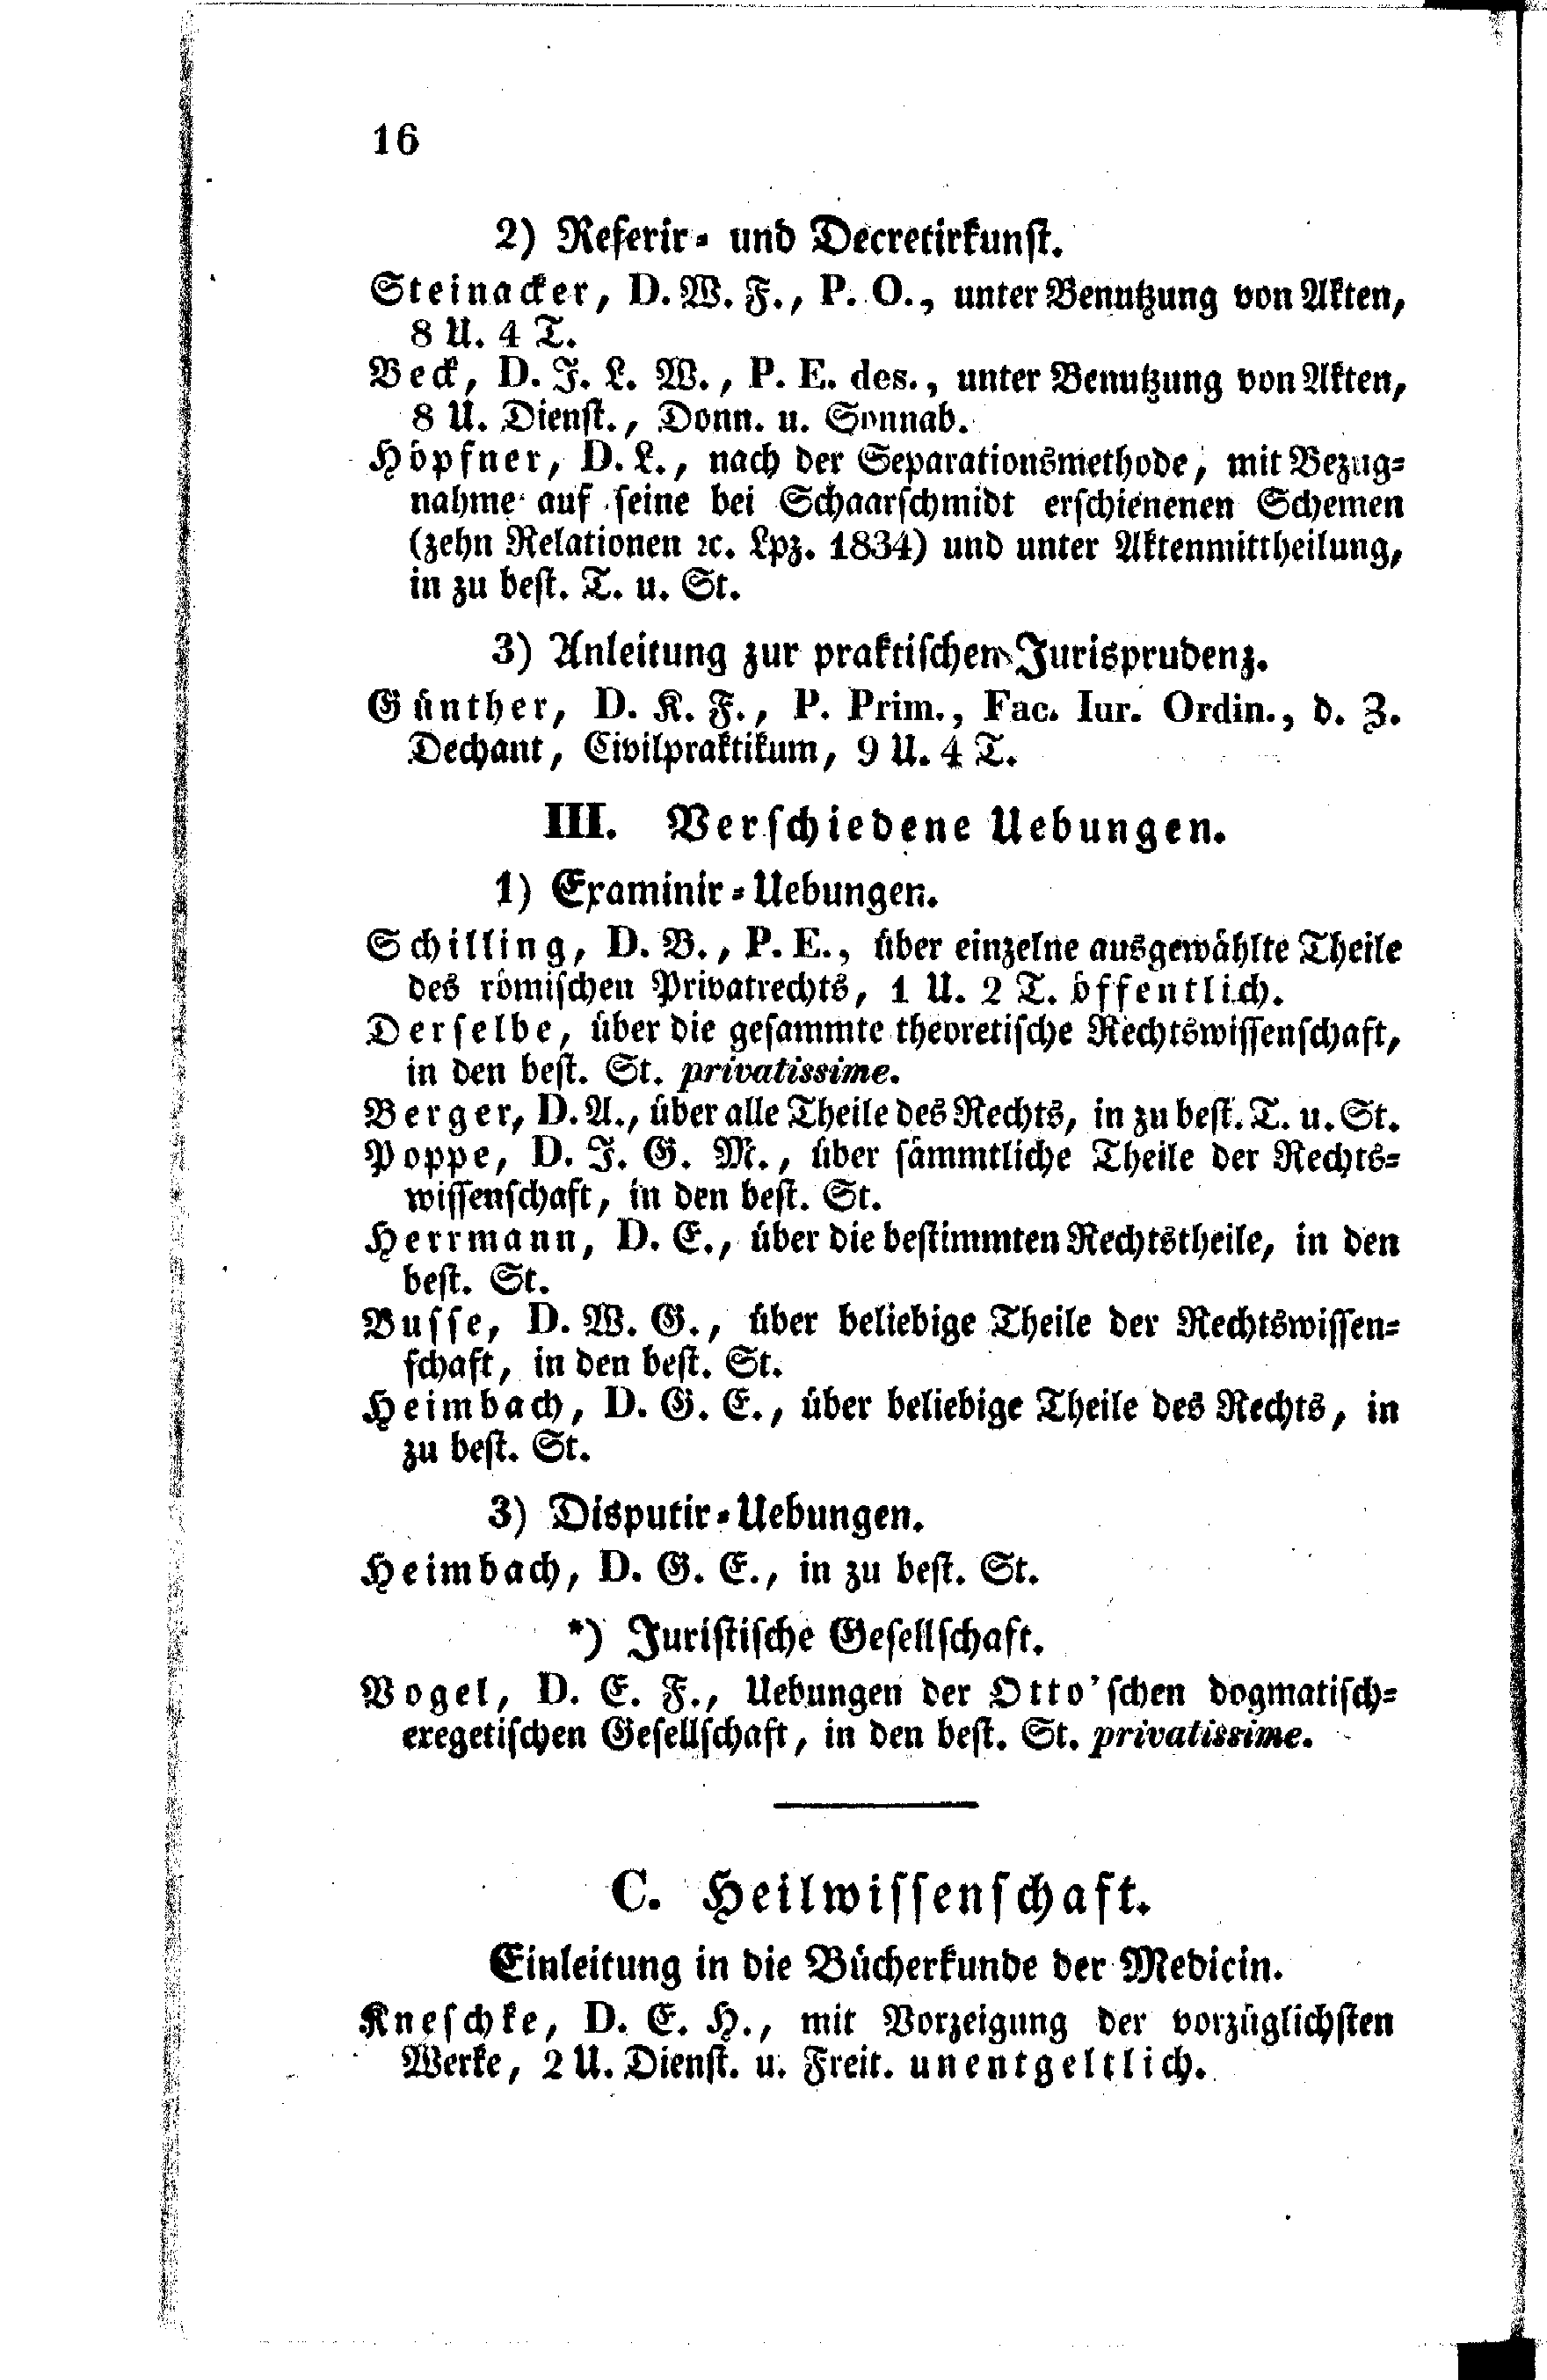 16
2) Referir- und Decretirkunst.
Steinacker, D. W. F., P. O., unter Benutzung von Akten,
8 U. 4 T.
Beck, D. J. L. W., P. E. des., unter Benutzung von Akten,
8 U. Dienst., Donn. u. Sonnab.
Höpfner, D. L., nach der Separationsmethode, mit Bezug-
nahme auf seine bei Schaarschmidt erschienenen Schemen
(zehn Relationen ꝛc. Lpz. 1834) und unter Aktenmittheilung,
in zu best. T. u. St.
3) Anleitung zur praktischen Jurisprudenz.
Günther, D. K. F., P. Prim., Fac. Iur. Ordin., d. Z.
Dechant, Civilpraktikum, 9 U. 4 T.
III. Verschiedene Uebungen.
1) Examinir-Uebungen.
Schilling, D. B., P. E., über einzelne ausgewählte Theile
des römischen Privatrechts, 1 U. 2 T. öffentlich.
Derselbe, über die gesammte theoretische Rechtswissenschaft,
in den best. St. privatissime.
Berger, D. A., über alle Theile des Rechts, in zu best. T. u. St.
Poppe, D. J. G. M., über sämmtliche Theile der Rechts-
wissenschaft, in den best. St.
Herrmann, D. E., über die bestimmten Rechtstheile, in den
best. St.
Busse, D. W. G., über beliebige Theile der Rechtswissen-
schaft, in den best. St.
Heimbach, D. G. E., über beliebige Theile des Rechts, in
zu best. St.
3) Disputir-Uebungen.
Heimbach, D. G. E., in zu best. St.
*) Juristische Gesellschaft.
Vogel, D. E. F., Uebungen der Otto'schen dogmatisch-
exegetischen Gesellschaft, in den best. St. privatissime.
C. Heilwissenschaft.
Einleitung in die Bücherkunde der Medicin.
Kneschke, D. E. H., mit Vorzeigung der vorzüglichsten
Werke, 2 U. Dienst. u. Freit. unentgeltlich.